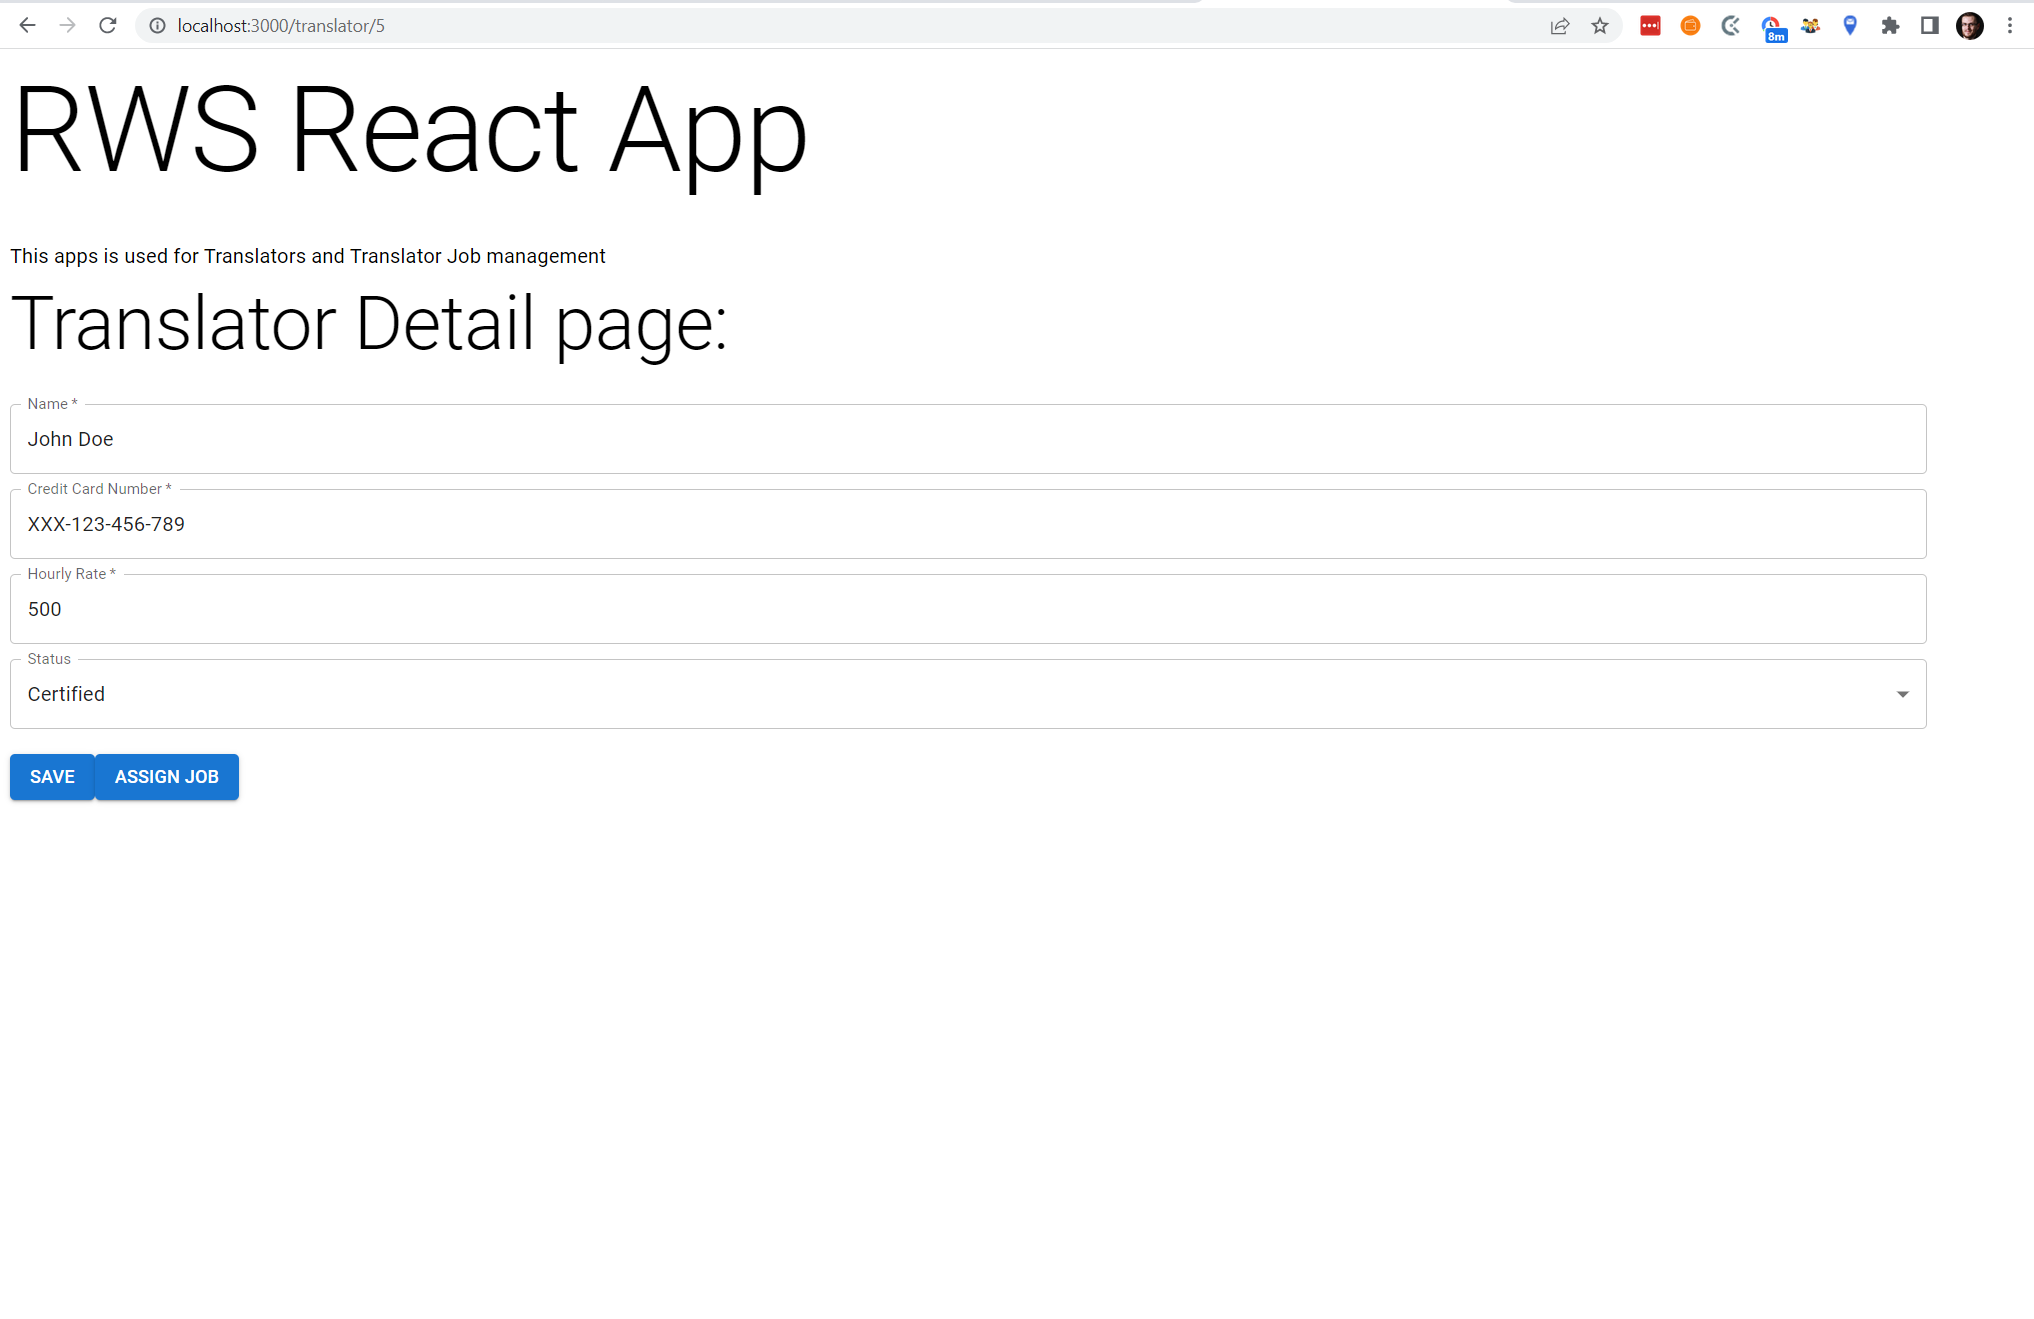 localhost:3000/translator/5
8m
RWS React App
This apps is used for Translators and Translator Job management
Translator Detail page:
Name *
John Doe
Credit Card Number *
XXX-123-456-789
Hourly Rate *
500
Status
Certified
SAVE ASSIGN JOB